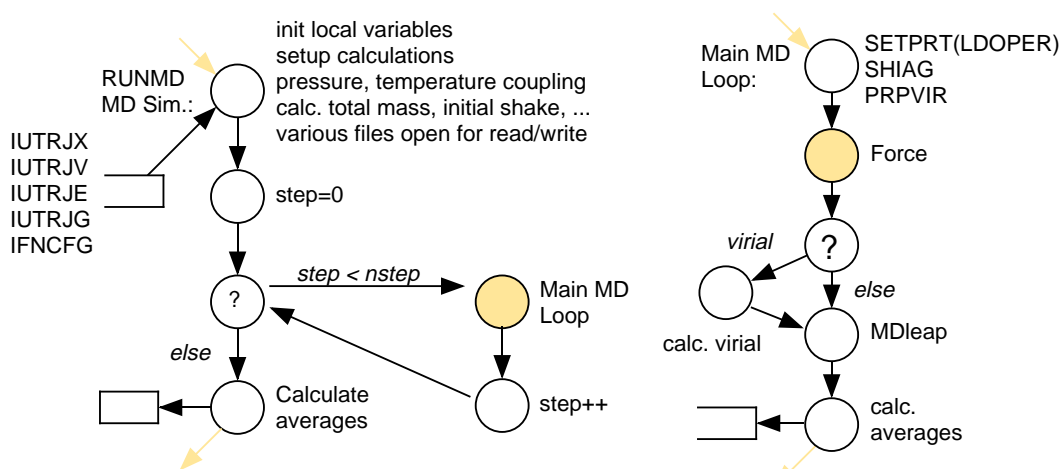 init local variables
setup calculations
pressure, temperature coupling
calc. total mass, initial shake, ...
various files open for read/write
RUNMD
MD Sim.:
IUTRJX
IUTRJV
IUTRJE
IUTRJG
IFNCFG
step=0
?
step < nstep
Main MD
Loop
else
Calculate
averages
step++
Main MD
Loop:
SETPRT(LDOPER)
SHIAG
PRPVIR
Force
?
virial
else
calc. virial
MDleap
calc.
averages